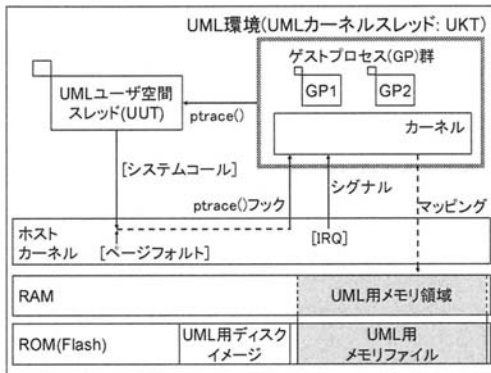 UML環境(UMLカーネルスレッド: UKT)
ゲストプロセス(GP)群
GP1
GP2
カーネル
UMLユーザ空間
スレッド(UUT)
ptrace()
[システムコール]
ptrace()フック
シグナル
マッピング
ホスト
カーネル
[ページフォルト]
[IRQ]
RAM
UML用メモリ領域
ROM(Flash)
UML用ディスク
イメージ
UML用
メモリファイル